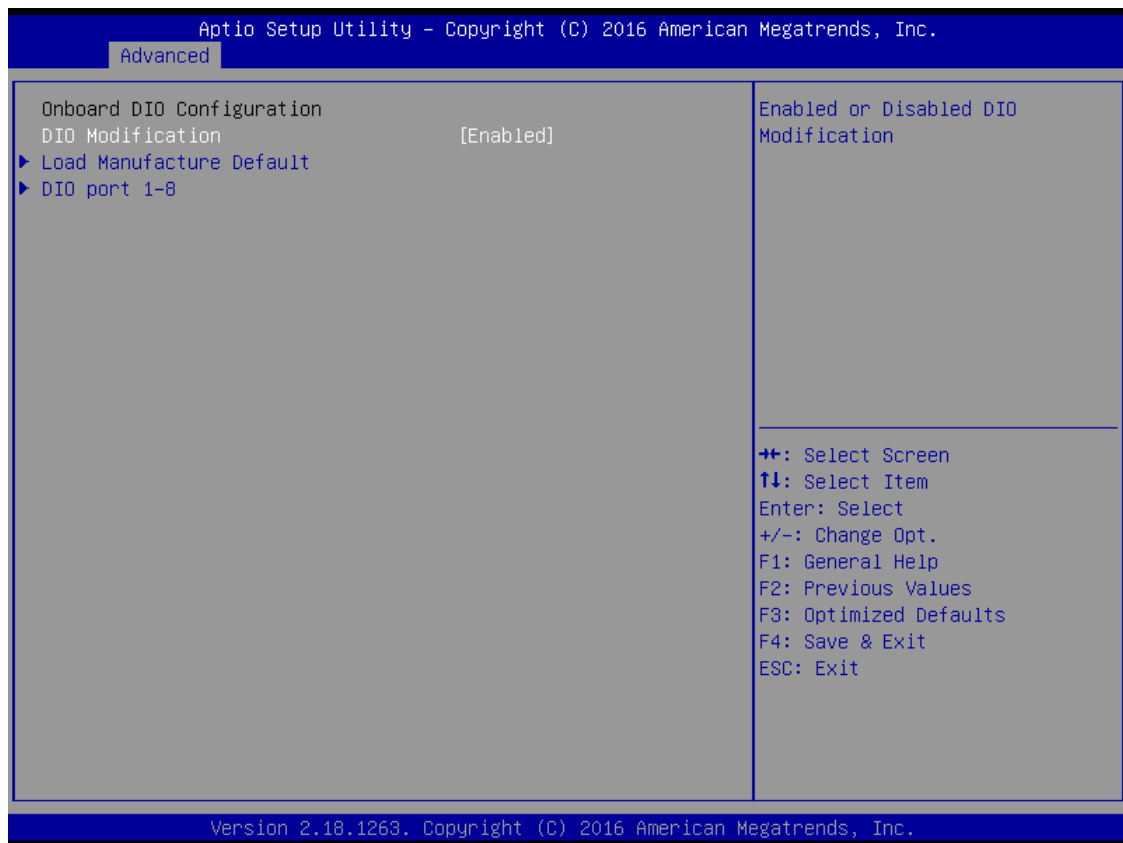 Aptio Setup Utility – Copyright (C) 2016 American Megatrends, Inc.
Advanced
Onboard DIO Configuration
DIO Modification [Enabled]
Load Manufacture Default
DIO port 1-8
Enabled or Disabled DIO
Modification
→←: Select Screen
↑↓: Select Item
Enter: Select
+/-: Change Opt.
F1: General Help
F2: Previous Values
F3: Optimized Defaults
F4: Save & Exit
ESC: Exit
Version 2.18.1263. Copyright (C) 2016 American Megatrends, Inc.